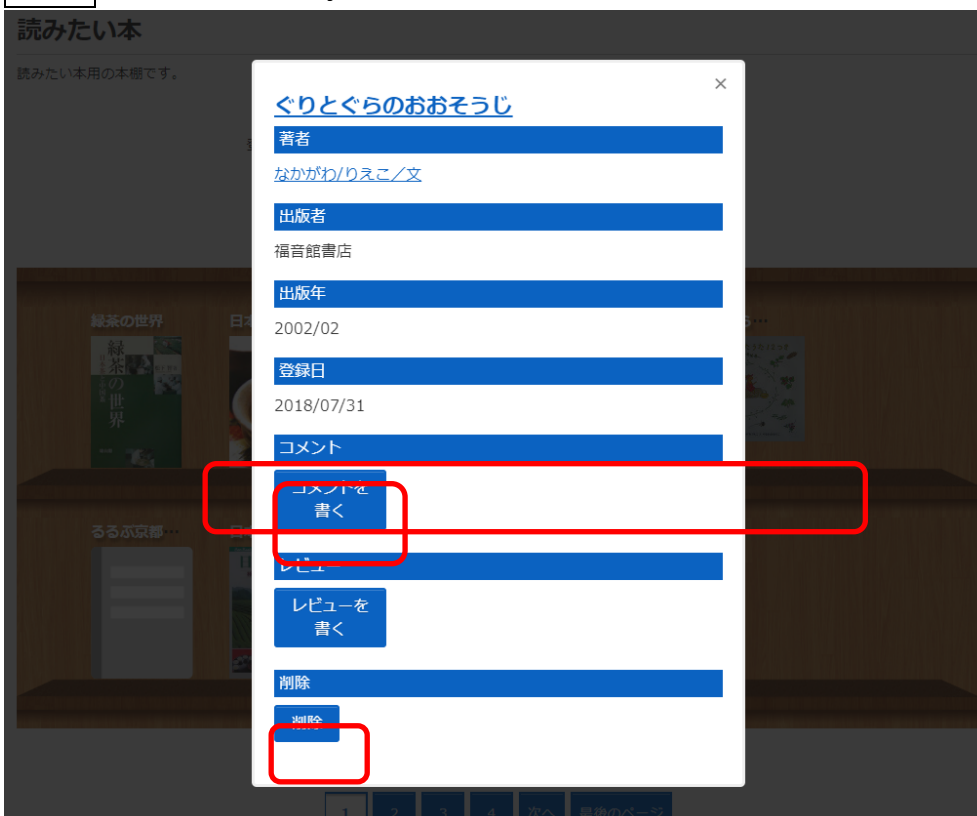 読みたい本
読みたい本用の本棚です。
×
ぐりとぐらのおおそうじ
著者
なかがわ/りえこ／文
出版者
福音館書店
出版年
2002/02
緑茶の世界
緑茶の世界
登録日
2018/07/31
コメント
コメントを
書く
るるぶ京都…
レビュー
レビューを
書く
削除
削除
1 2 3 4 次へ 最後のページ